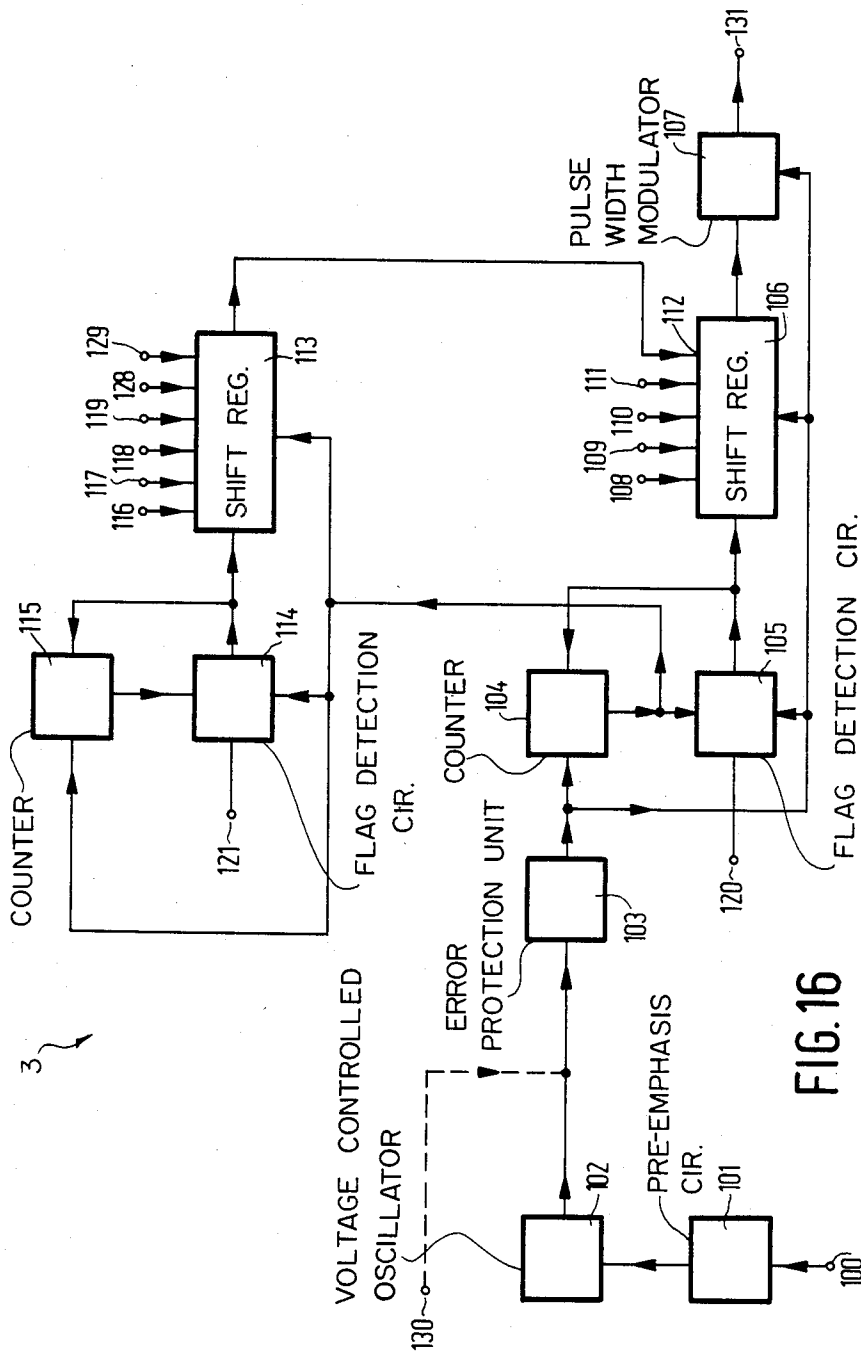 3
COUNTER
115
114
121
FLAG DETECTION
CIR.
116
117
118
119
128
129
SHIFT REG.
113
VOLTAGE CONTROLLED
OSCILLATOR
130
102
PRE-EMPHASIS
CIR.
101
100
ERROR
PROTECTION UNIT
103
COUNTER
104
105
120
FLAG DETECTION CIR.
108
109
110
111
112
SHIFT REG.
106
PULSE
WIDTH
MODULATOR
107
131
FIG.16